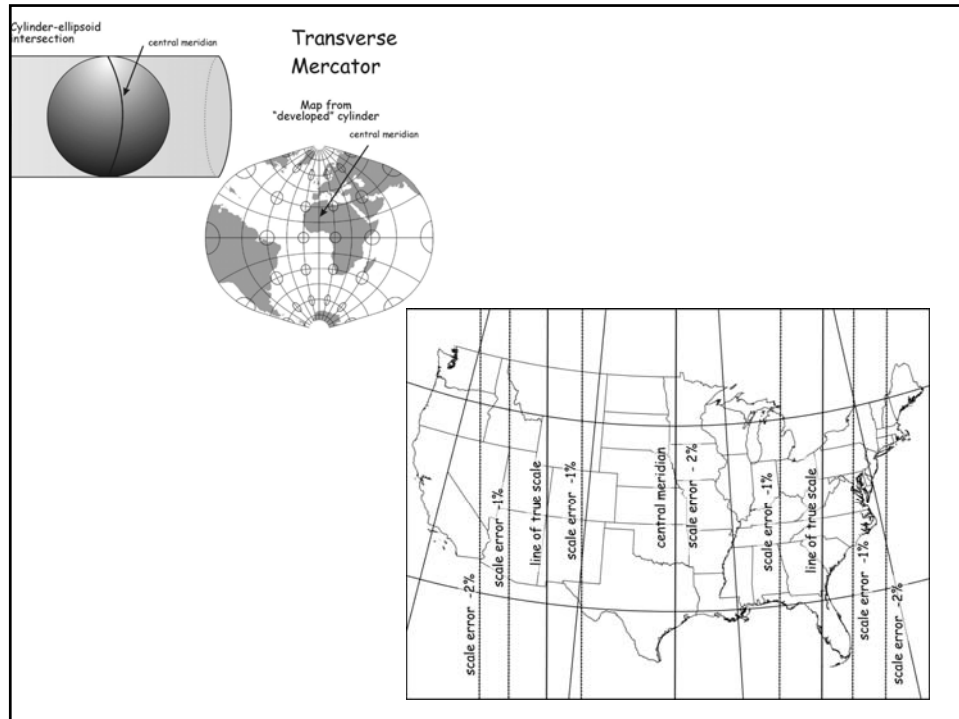 Cylinder-ellipsoid
intersection
central meridian
Transverse
Mercator
Map from
"developed" cylinder
central meridian
scale error -2%
scale error -1%
line of true scale
scale error -1%
central meridian
scale error - 2%
scale error -1%
line of true scale
scale error -1%
scale error -2%